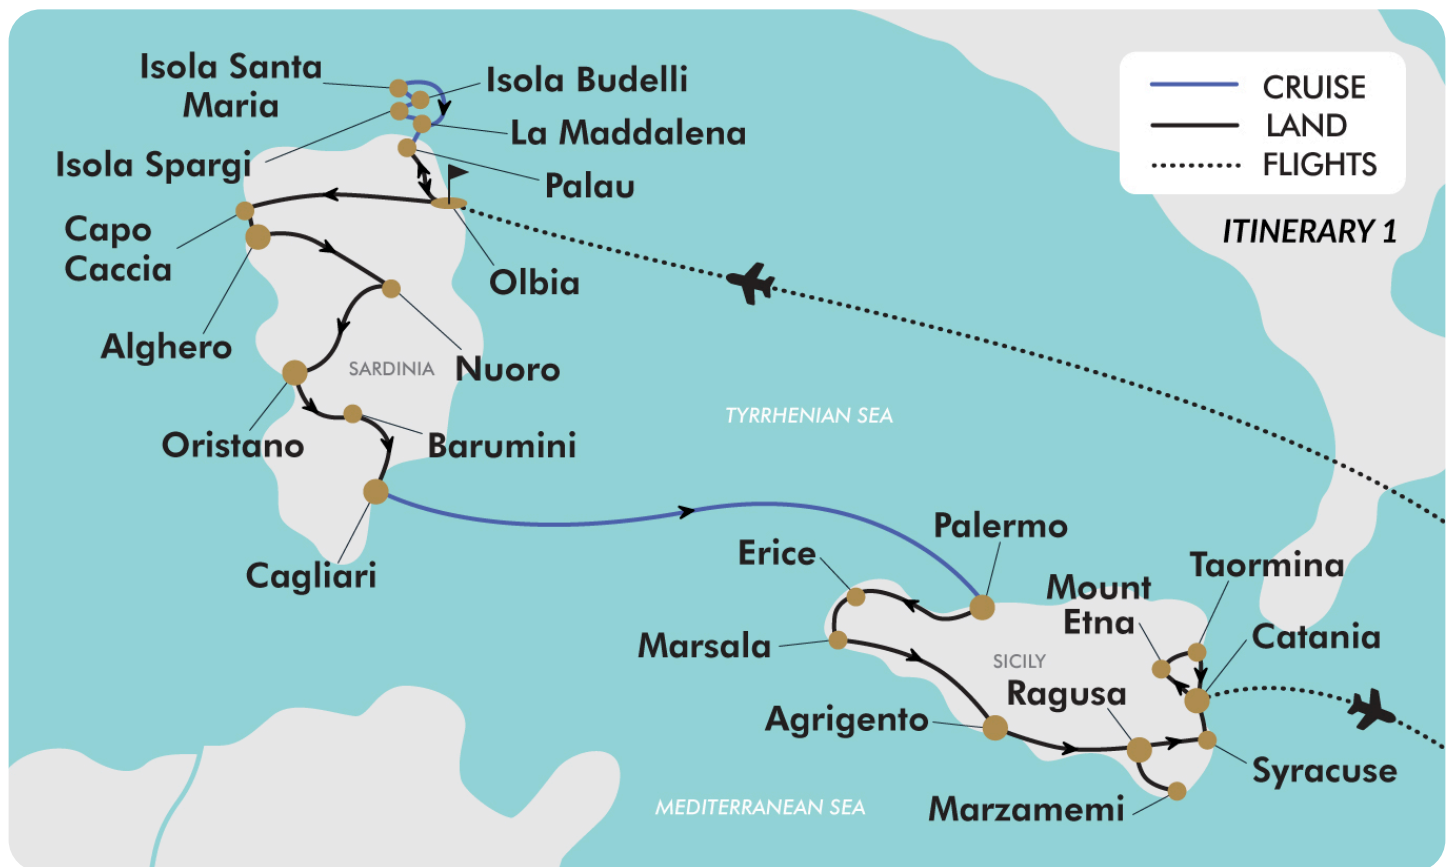 Isola Santa
Maria
Isola Budelli
La Maddalena
Isola Spargi
Palau
Capo
Caccia
Olbia
Alghero
SARDINIA
Nuoro
Oristano
Barumini
Cagliari
CRUISE
LAND
FLIGHTS
ITINERARY 1
TYRRHENIAN SEA
Palermo
Erice
Taormina
Mount
Etna
Catania
Marsala
SICILY
Ragusa
Agrigento
Syracuse
Marzamemi
MEDITERRANEAN SEA